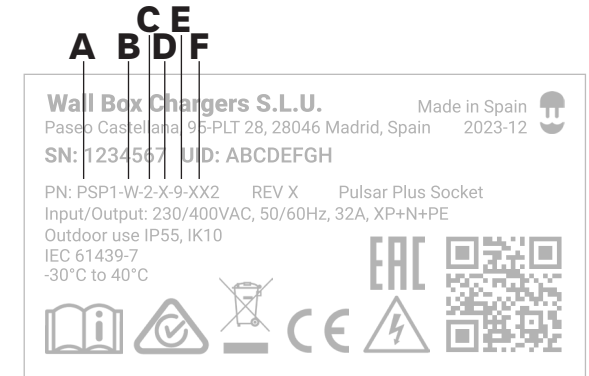 C E
A B D F
Wall Box Chargers S.L.U. Made in Spain
Paseo Castellana, 95-PLT 28, 28046 Madrid, Spain 2023-12
SN: 1234567 UID: ABCDEFGH
PN: PSP1-W-2-X-9-XX2 REV X Pulsar Plus Socket
Input/Output: 230/400VAC, 50/60Hz, 32A, XP+N+PE
Outdoor use IP55, IK10
IEC 61439-7
-30°C to 40°C
EAC
i CE